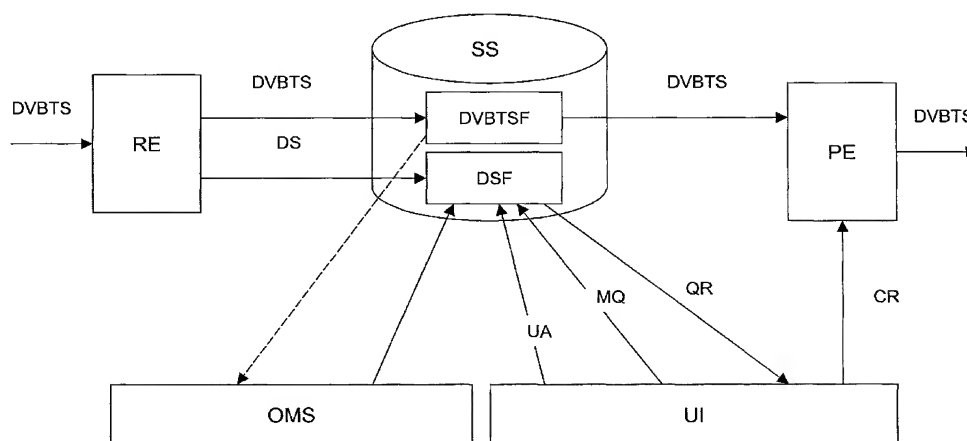 SS
DVBTS
DVBTS
DVBTS
DVBTS
RE
DVBTSF
PE
DS
DSF
QR
MQ
CR
UA
OMS
UI